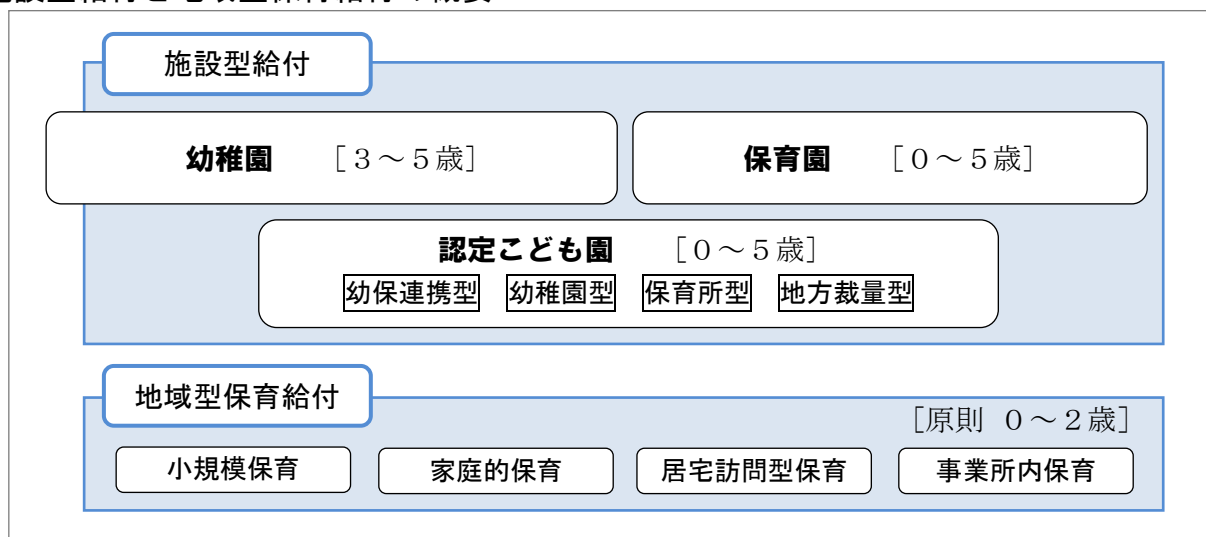 施設型給付
幼稚園　［３～５歳］
保育園　［０～５歳］
認定こども園　［０～５歳］
幼保連携型　幼稚園型　保育所型　地方裁量型
地域型保育給付
［原則　０～２歳］
小規模保育　家庭的保育　居宅訪問型保育　事業所内保育